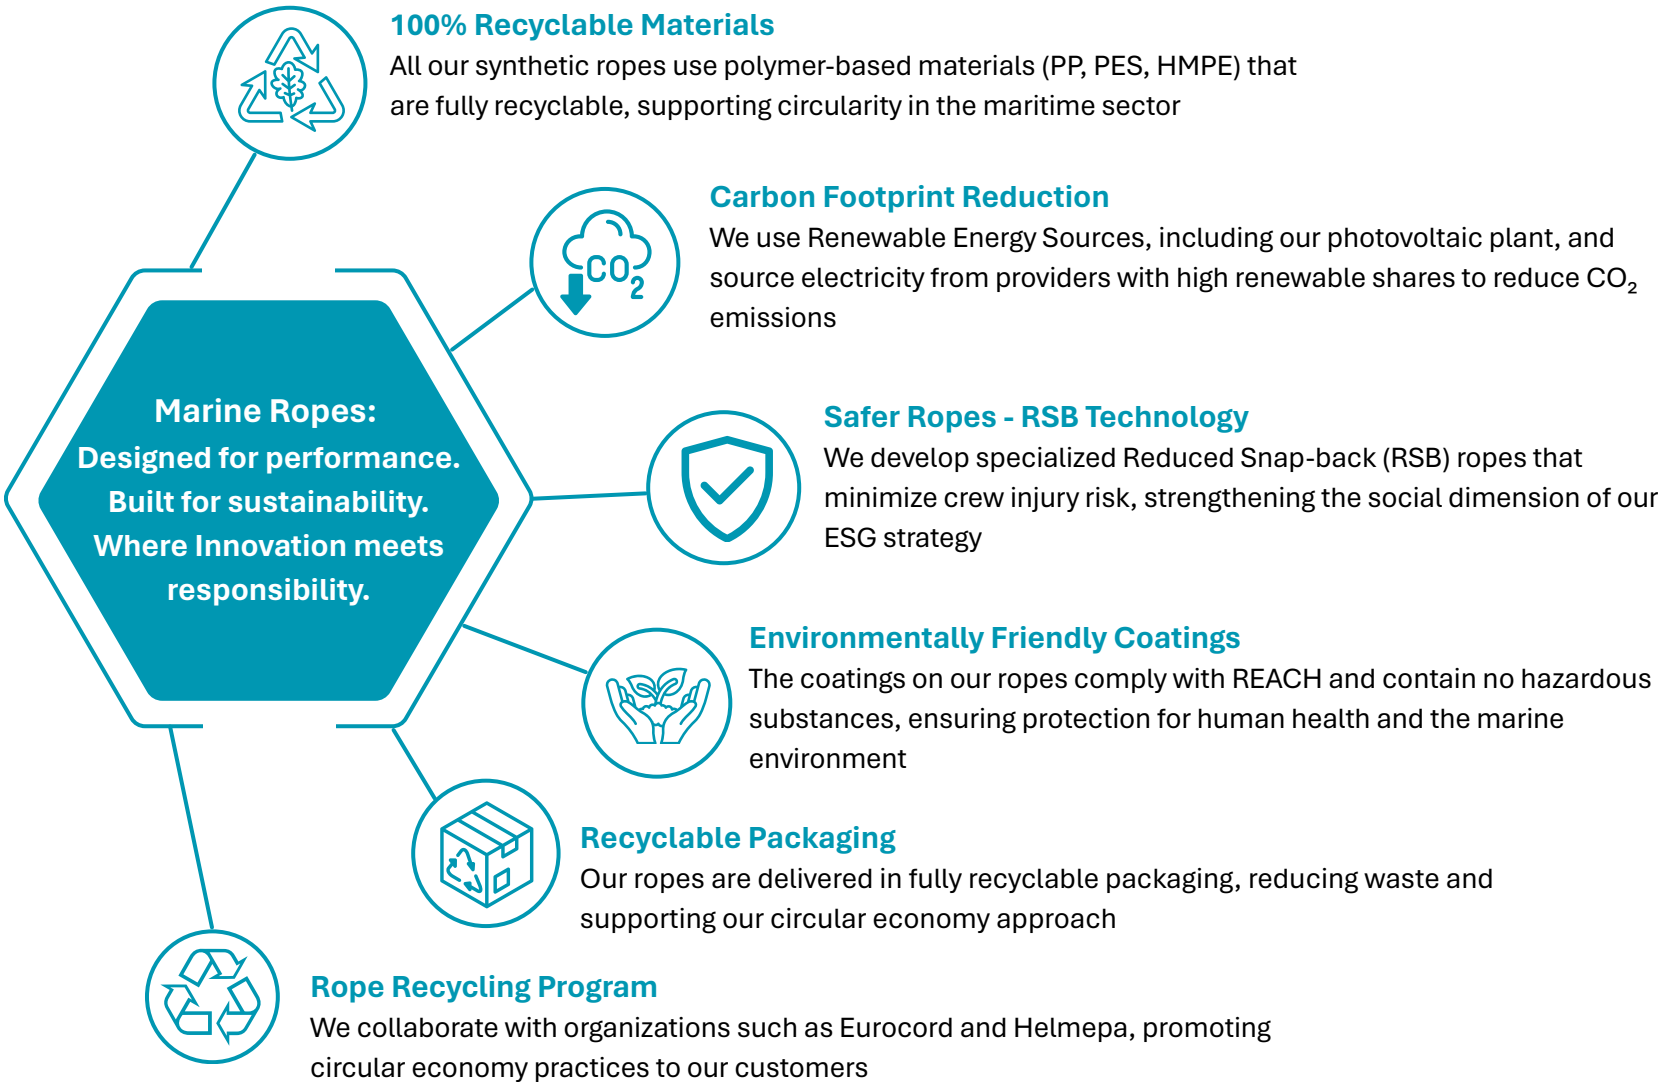 100% Recyclable Materials
All our synthetic ropes use polymer-based materials (PP, PES, HMPE) that
are fully recyclable, supporting circularity in the maritime sector
Carbon Footprint Reduction
We use Renewable Energy Sources, including our photovoltaic plant, and
source electricity from providers with high renewable shares to reduce CO₂
emissions
CO₂
Marine Ropes:
Designed for performance.
Built for sustainability.
Where Innovation meets
responsibility.
Safer Ropes - RSB Technology
We develop specialized Reduced Snap-back (RSB) ropes that
minimize crew injury risk, strengthening the social dimension of our
ESG strategy
Environmentally Friendly Coatings
The coatings on our ropes comply with REACH and contain no hazardous
substances, ensuring protection for human health and the marine
environment
Recyclable Packaging
Our ropes are delivered in fully recyclable packaging, reducing waste and
supporting our circular economy approach
Rope Recycling Program
We collaborate with organizations such as Eurocord and Helmepa, promoting
circular economy practices to our customers